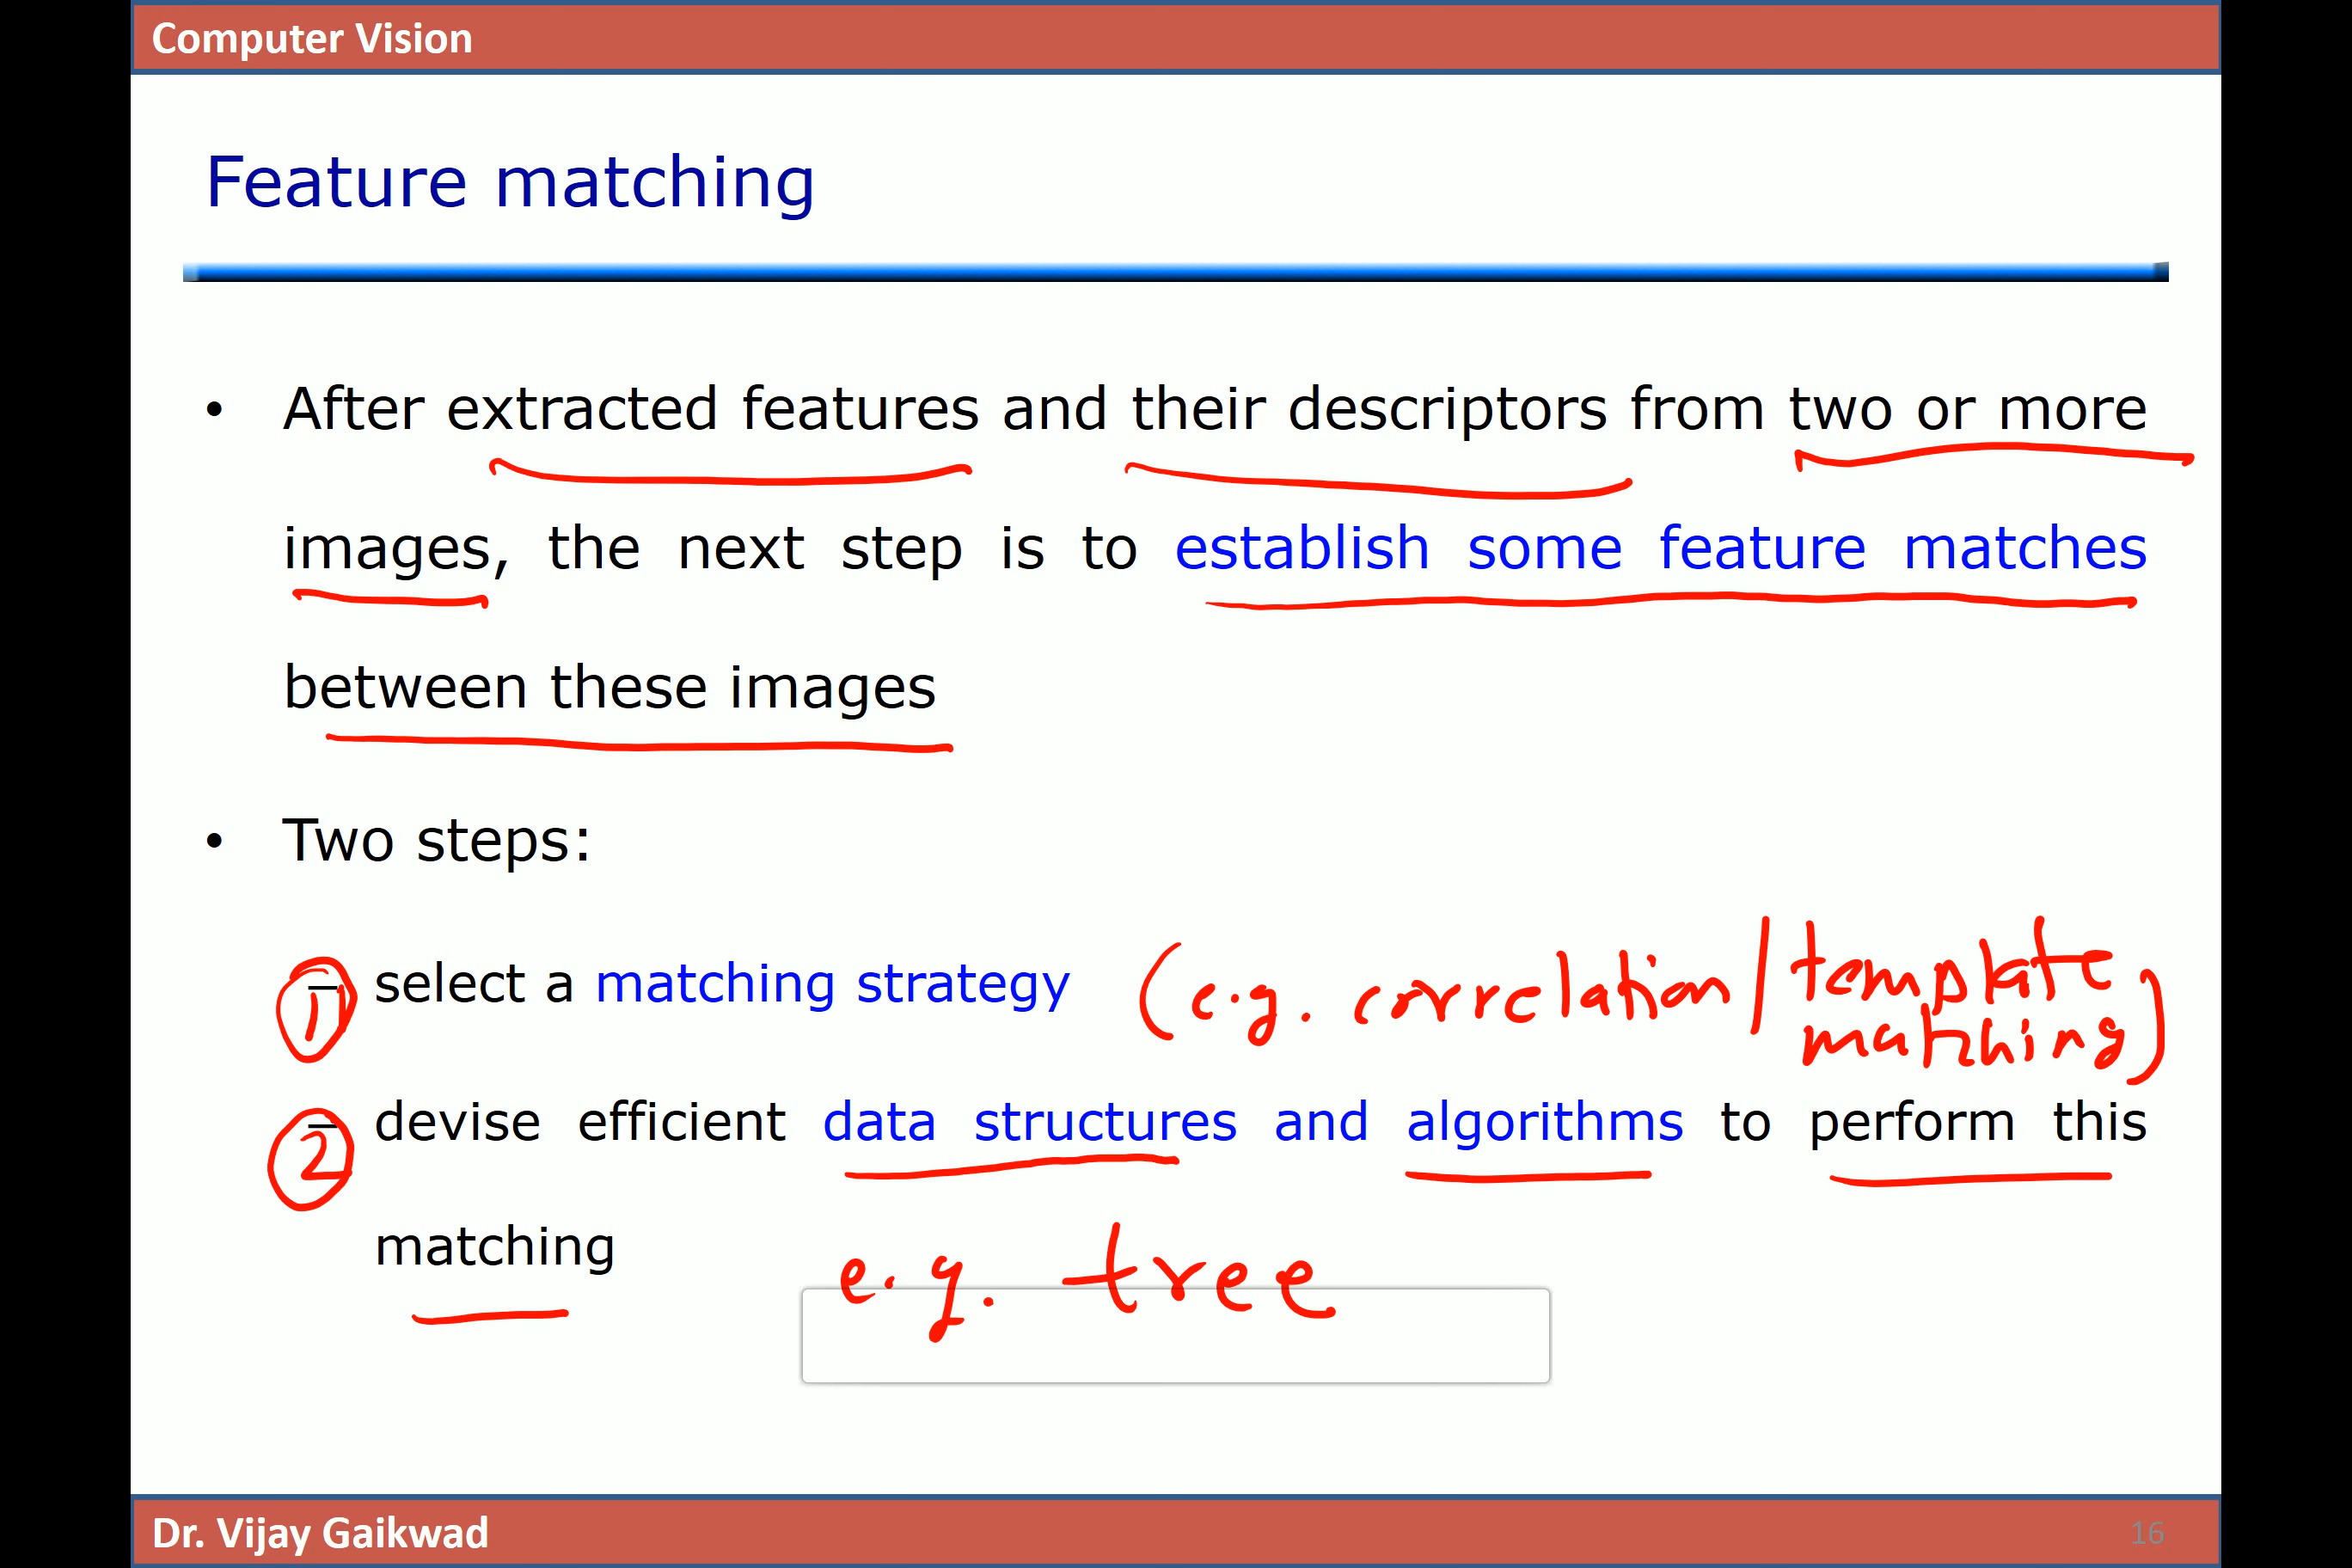 Computer Vision
Feature matching
• After extracted features and their descriptors from two or more
images, the next step is to establish some feature matches
between these images
• Two steps:
1 – select a matching strategy (e.g. correlation / template
matching)
2 – devise efficient data structures and algorithms to perform this
matching
e.g. tree
Dr. Vijay Gaikwad
16